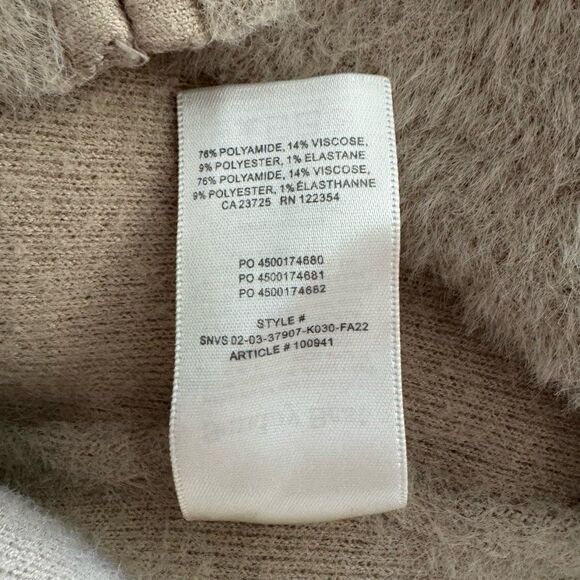 76% POLYAMIDE, 14% VISCOSE,
9% POLYESTER, 1% ELASTANE
76% POLYAMIDE, 14% VISCOSE,
9% POLYESTER, 1% ÉLASTHANNE
CA 23725 RN 122354
PO 4500174680
PO 4500174681
PO 4500174682
STYLE #
SNVS 02-03-37907-K030-FA22
ARTICLE # 100941